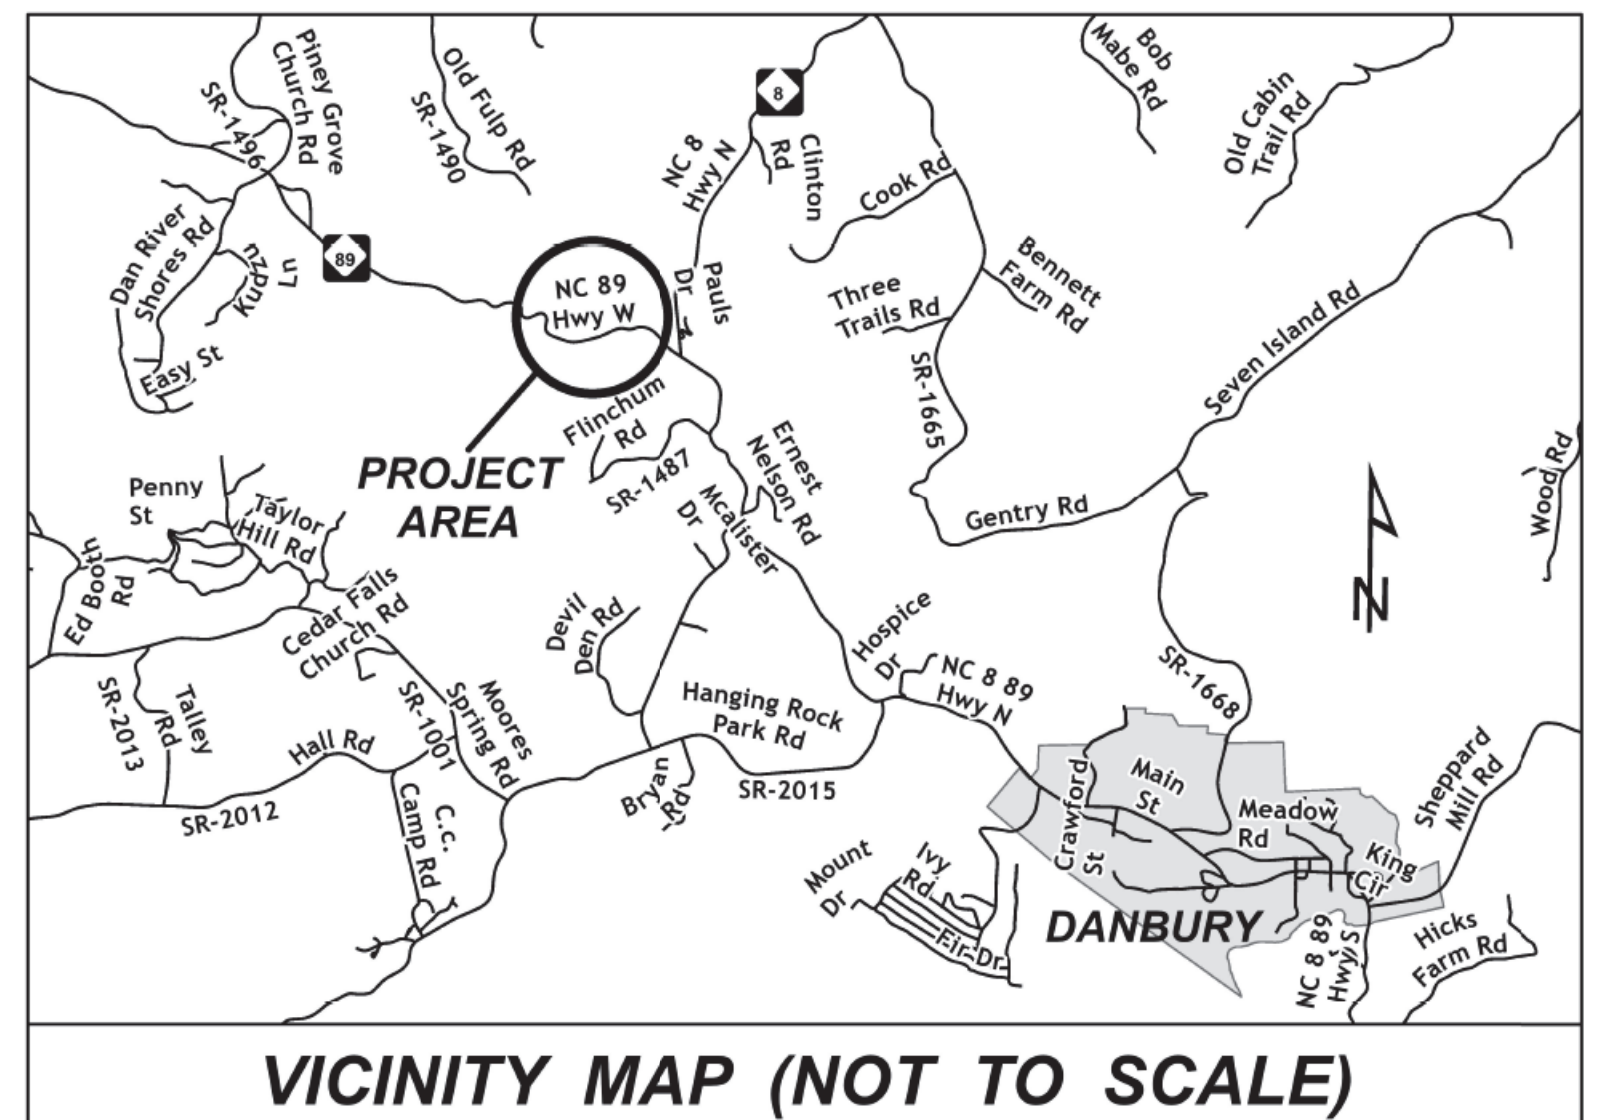 Piney Grove
Church Rd
SR-1496
Old Fulp Rd
SR-1490
8
NC 8
Hwy N
Clinton
Rd
Cook Rd
Bob
Mabe Rd
Old Cabin
Trail Rd
Dan River
Shores Rd
Kudzu
Ln
89
Easy St
NC 89
Hwy W
Pauls
Dr
Three
Trails Rd
Bennett
Farm Rd
SR-1665
Seven Island Rd
Flinchum
Rd
SR-1487
PROJECT
AREA
Ernest
Nelson Rd
Mcalister
Dr
Gentry Rd
Wood Rd
N
Penny
St
Taylor
Hill Rd
Ed Booth
Rd
Cedar Falls
Church Rd
Devil
Den Rd
Hospice
Dr
NC 8 89
Hwy N
SR-1668
SR-2013
Talley
Rd
Hall Rd
SR-2012
SR-1001
Moores
Spring Rd
Hanging Rock
Park Rd
SR-2015
Bryan
Rd
C.c.
Camp Rd
Crawford
St
Main
St
Meadow
Rd
King
Cir
Sheppard
Mill Rd
Mount
Dr
Ivy
Rd
Fir Dr
DANBURY
NC 8 89
Hwy S
Hicks
Farm Rd
VICINITY MAP (NOT TO SCALE)